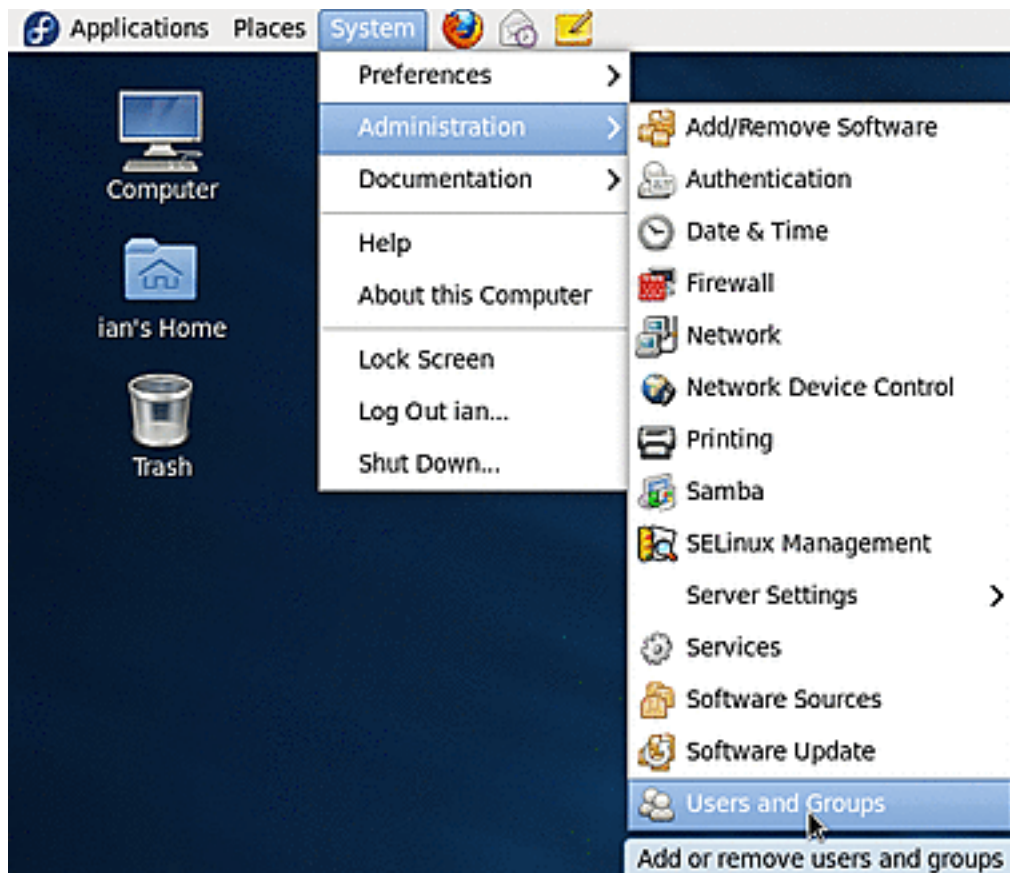 Applications Places System
Computer
ian's Home
Trash
Preferences
Administration
Documentation
Help
About this Computer
Lock Screen
Log Out ian...
Shut Down...
Add/Remove Software
Authentication
Date & Time
Firewall
Network
Network Device Control
Printing
Samba
SELinux Management
Server Settings
Services
Software Sources
Software Update
Users and Groups
Add or remove users and groups